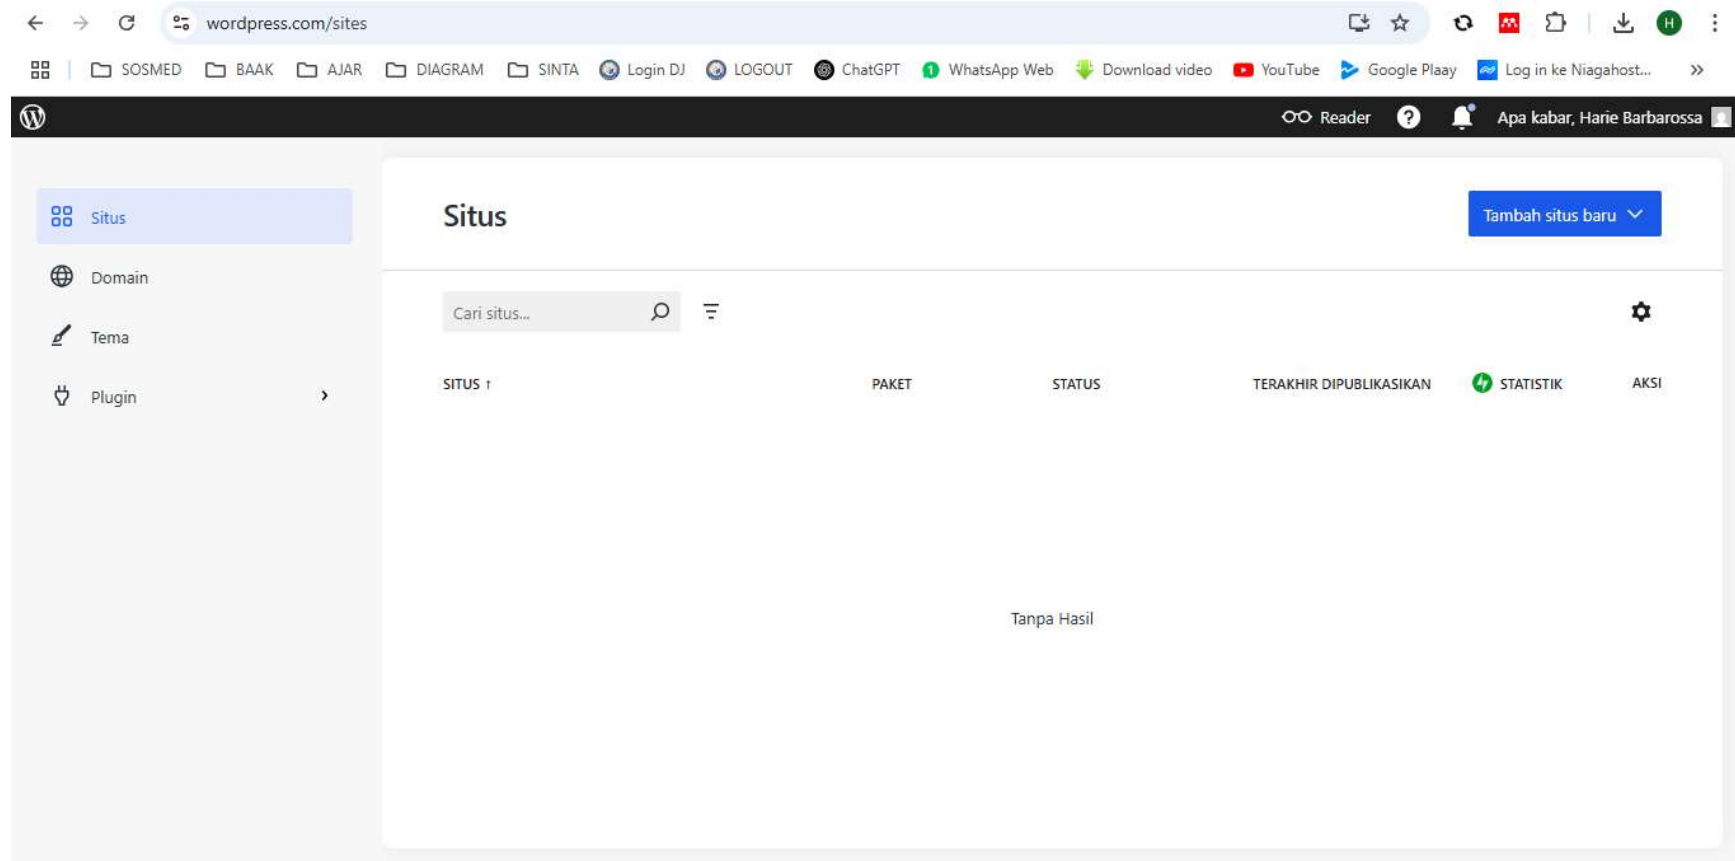 wordpress.com/sites
H
SOSMED BAAK AJAR DIAGRAM SINTA Login DJ LOGOUT ChatGPT 1 WhatsApp Web Download video YouTube Google Plaay Log in ke Niagahost...
Reader ? Apa kabar, Harie Barbarossa
Situs
Domain
Tema
Plugin
Situs
Tambah situs baru
Cari situs...
SITUS ↑ PAKET STATUS TERAKHIR DIPUBLIKASIKAN STATISTIK AKSI
Tanpa Hasil